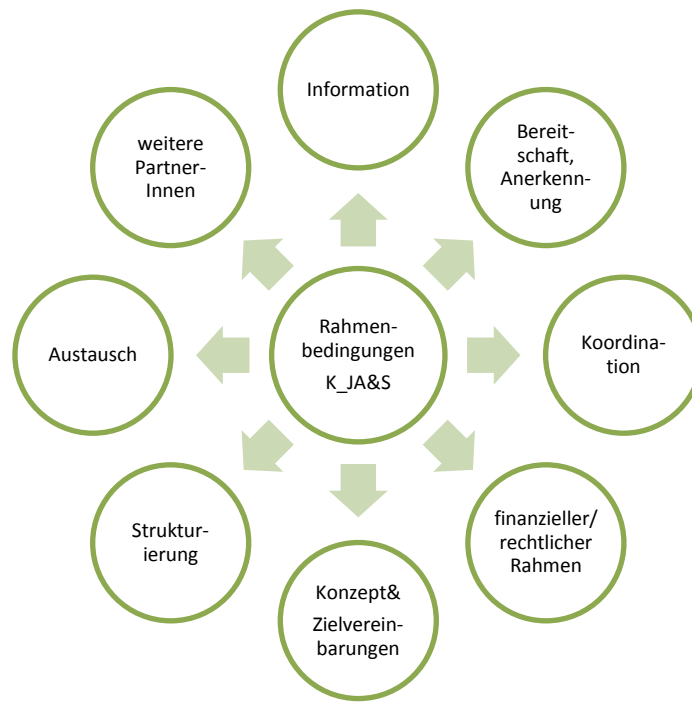 Information
Bereit-
schaft,
Anerkenn-
ung
Koordina-
tion
finanzieller/
rechtlicher
Rahmen
Konzept&
Zielverein-
barungen
Struktur-
ierung
Austausch
weitere
Partner-
Innen
Rahmen-
bedingungen
K_JA&S